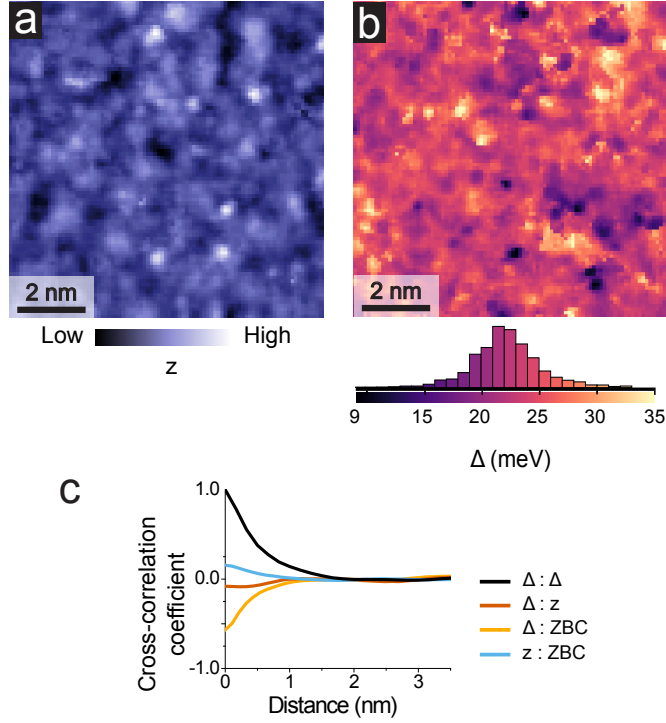 a
b
2 nm
2 nm
Low High
z
9 15 20 25 30 35
Δ (meV)
c
Cross-correlation
coefficient
1.0
0.0
-1.0
0 1 2 3
Distance (nm)
Δ : Δ
Δ : z
Δ : ZBC
z : ZBC